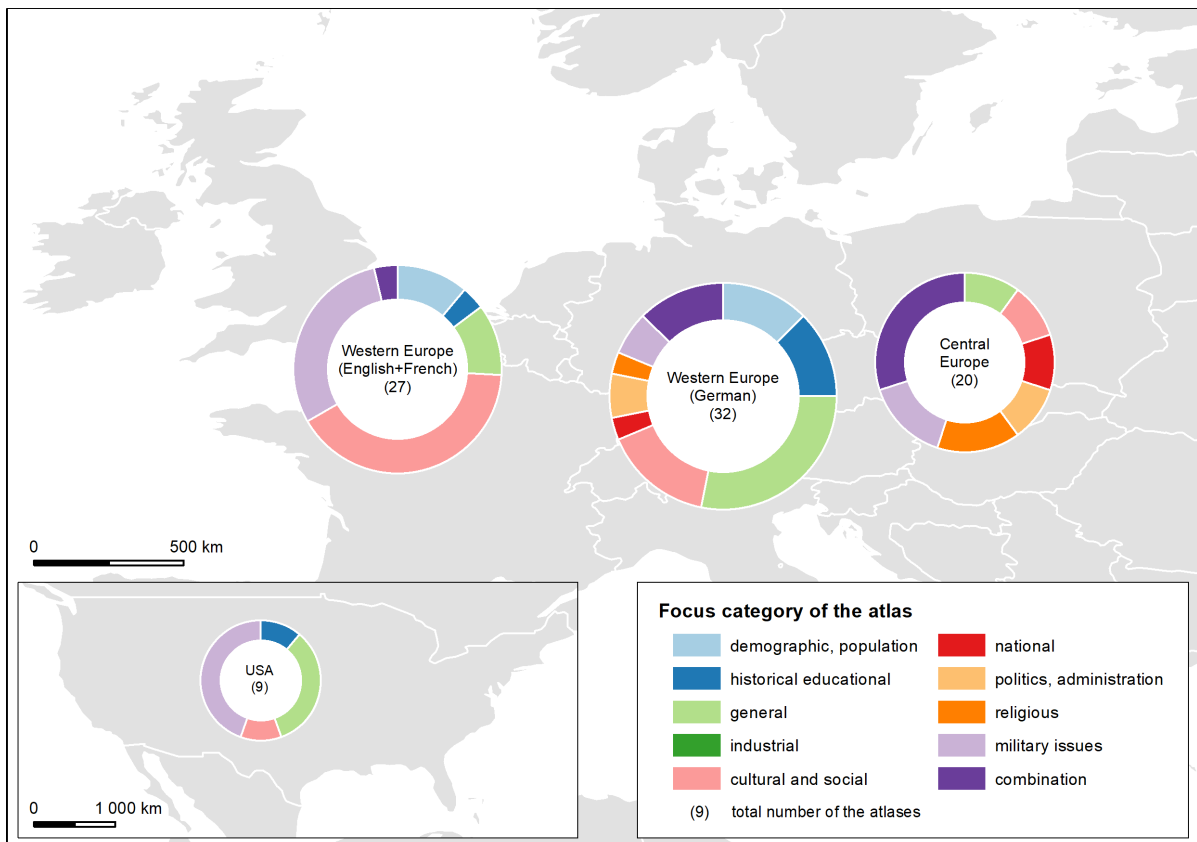 Western Europe
(English+French)
(27)
Western Europe
(German)
(32)
Central
Europe
(20)
0 500 km
USA
(9)
0 1 000 km
Focus category of the atlas
demographic, population
historical educational
general
industrial
cultural and social
national
politics, administration
religious
military issues
combination
(9) total number of the atlases